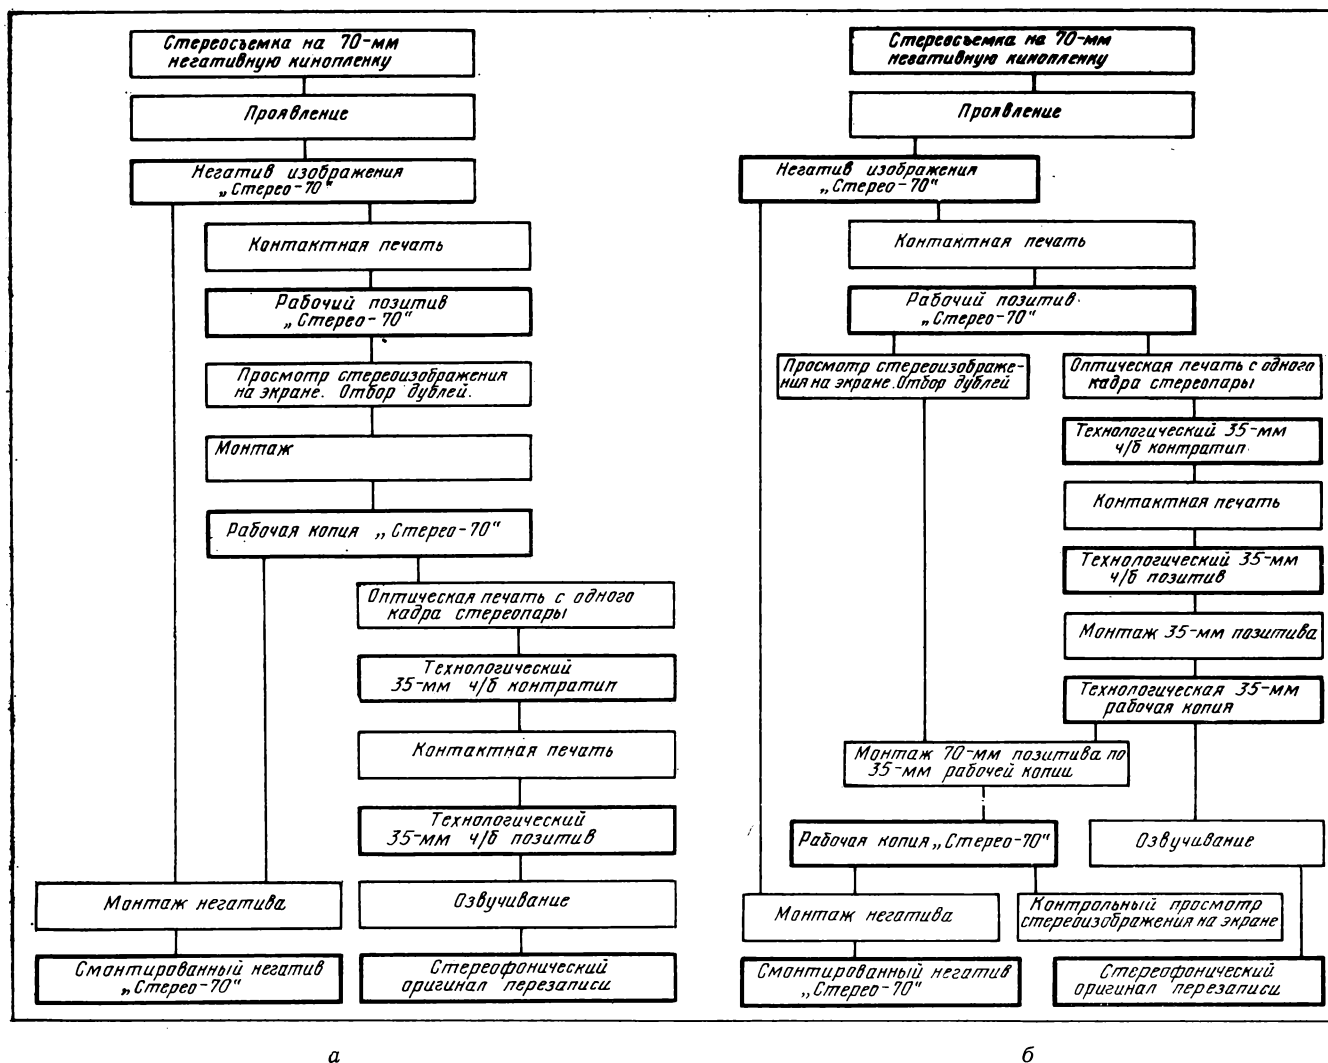 Стереосъемка на 70-мм
негативную кинопленку
Проявление
Негатив изображения
„Стерео-70“
Контактная печать
Рабочий позитив
„Стерео-70“
Просмотр стереоизображения
на экране. Отбор дублей.
Монтаж
Рабочая копия „Стерео-70“
Оптическая печать с одного
кадра стереопары
Технологический
35-мм ч/б контратип
Контактная печать
Технологический
35-мм ч/б позитив
Монтаж негатива
Озвучивание
Смонтированный негатив
„Стерео-70“
Стереофонический
оригинал перезаписи
а
Стереосъемка на 70-мм
негативную кинопленку
Проявление
Негатив изображения
„Стерео-70“
Контактная печать
Рабочий позитив
„Стерео-70“
Просмотр стереоизображе-
ния на экране. Отбор дублей
Оптическая печать с одного
кадра стереопары
Технологический 35-мм
ч/б контратип
Контактная печать
Технологический 35-мм
ч/б позитив
Монтаж 35-мм позитива
Технологическая 35-мм
рабочая копия
Монтаж 70-мм позитива по
35-мм рабочей копии
Рабочая копия „Стерео-70“
Озвучивание
Монтаж негатива
Контрольный просмотр
стереоизображения на экране
Смонтированный негатив
„Стерео-70“
Стереофонический
оригинал перезаписи
б